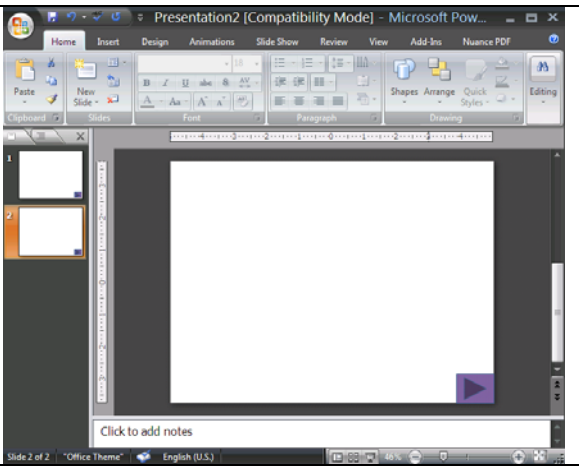 Presentation2 [Compatibility Mode] - Microsoft Pow...
Home Insert Design Animations Slide Show Review View Add-Ins Nuance PDF
Paste New Slide Shapes Arrange Quick Styles Editing
Clipboard Slides Font Paragraph Drawing
1
2
Click to add notes
Slide 2 of 2 "Office Theme" English (U.S.) 46%